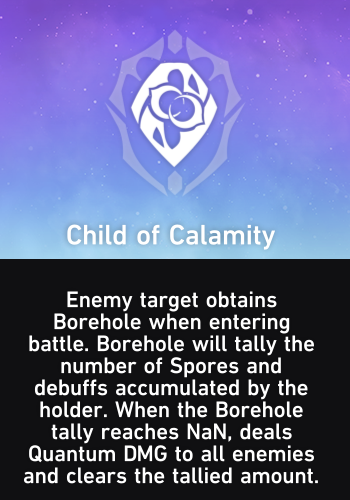 Child of Calamity
Enemy target obtains
Borehole when entering
battle. Borehole will tally the
number of Spores and
debuffs accumulated by the
holder. When the Borehole
tally reaches NaN, deals
Quantum DMG to all enemies
and clears the tallied amount.